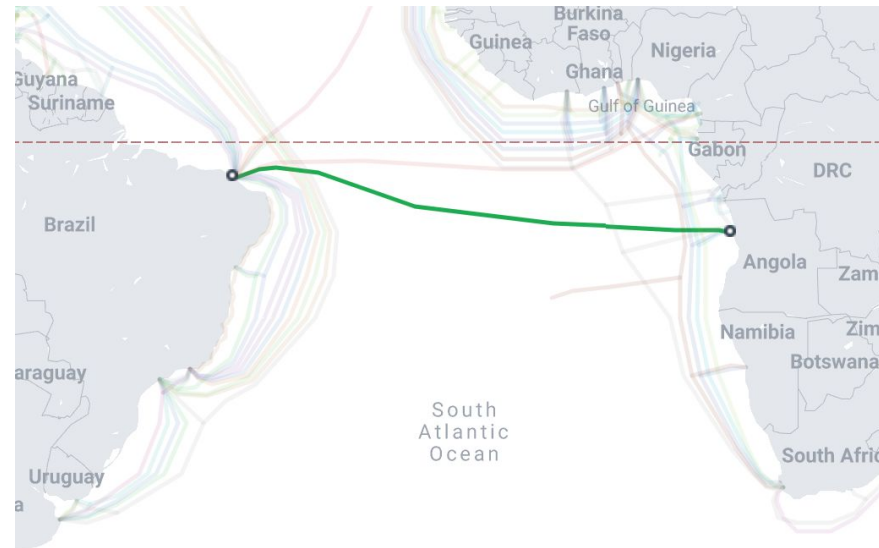 Burkina
Faso
Guinea
Nigeria
Ghana
Guyana
Suriname
Gulf of Guinea
Gabon
DRC
Brazil
Angola
Zam
Namibia
Zim
Botswana
araguay
South
Atlantic
Ocean
South Afric
Uruguay
a